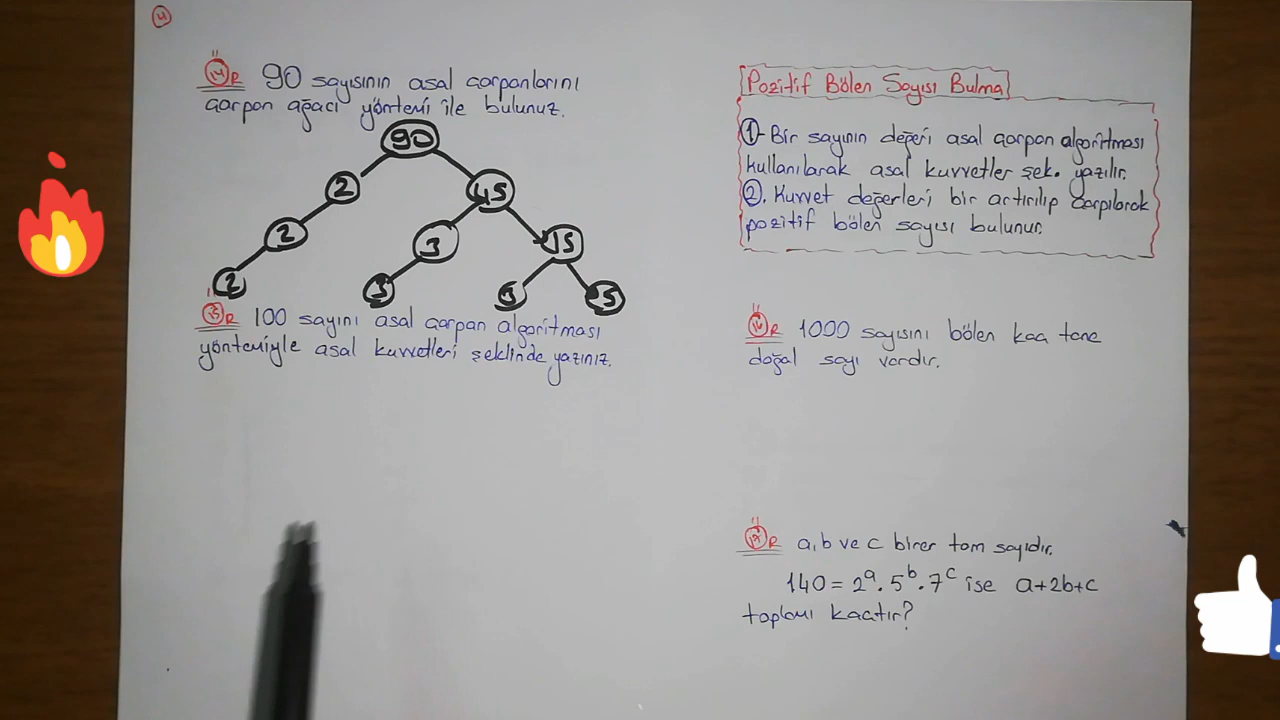 4
14 R 90 sayısının asal çarpanlarını
çarpan ağacı yöntemi ile bulunuz.
90
2 45
2 3 15
2 3 3 5
15 R 100 sayını asal çarpan algoritması
yöntemiyle asal kuvvetleri şeklinde yazınız.
Pozitif Bölen Sayısı Bulma
1- Bir sayının değeri asal çarpan algoritması
kullanılarak asal kuvvetler şek. yazılır.
2. Kuvvet değerleri bir artırılıp çarpılarak
pozitif bölen sayısı bulunur.
16 R 1000 sayısını bölen kaç tane
doğal sayı vardır.
17 R a, b ve c birer tam sayıdır.
140 = 2ᵃ . 5ᵇ . 7ᶜ ise a+2b+c
toplamı kaçtır?